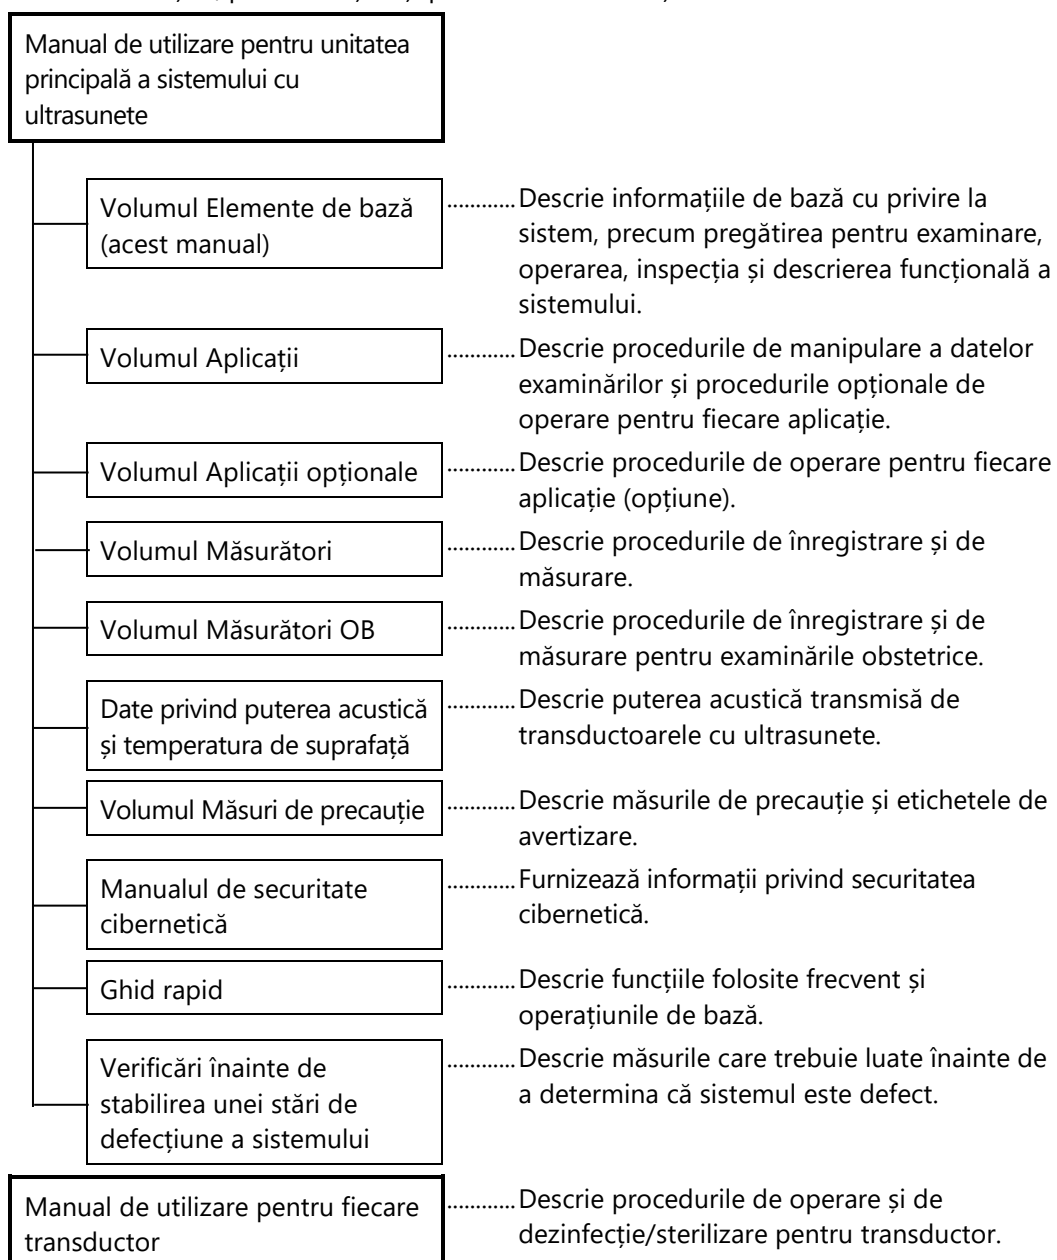 Manual de utilizare pentru unitatea
principală a sistemului cu
ultrasunete
Volumul Elemente de bază
(acest manual)
............Descrie informațiile de bază cu privire la
sistem, precum pregătirea pentru examinare,
operarea, inspecția și descrierea funcțională a
sistemului.
Volumul Aplicații
............Descrie procedurile de manipulare a datelor
examinărilor și procedurile opționale de
operare pentru fiecare aplicație.
Volumul Aplicații opționale
............Descrie procedurile de operare pentru fiecare
aplicație (opțiune).
Volumul Măsurători
............Descrie procedurile de înregistrare și de
măsurare.
Volumul Măsurători OB
............Descrie procedurile de înregistrare și de
măsurare pentru examinările obstetrice.
Date privind puterea acustică
și temperatura de suprafață
............Descrie puterea acustică transmisă de
transductoarele cu ultrasunete.
Volumul Măsuri de precauție
............Descrie măsurile de precauție și etichetele de
avertizare.
Manualul de securitate
cibernetică
............Furnizează informații privind securitatea
cibernetică.
Ghid rapid
............Descrie funcțiile folosite frecvent și
operațiunile de bază.
Verificări înainte de
stabilirea unei stări de
defecțiune a sistemului
............Descrie măsurile care trebuie luate înainte de
a determina că sistemul este defect.
Manual de utilizare pentru fiecare
transductor
............Descrie procedurile de operare și de
dezinfecție/sterilizare pentru transductor.